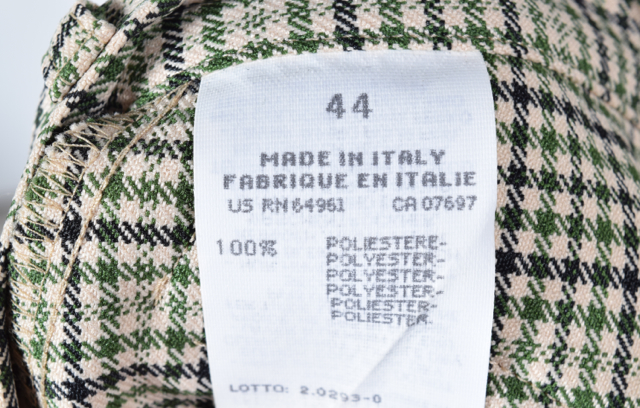 44
MADE IN ITALY
FABRIQUE EN ITALIE
US RN 64961 CA 07697
100% POLIESTERE-
POLYESTER-
POLYESTER-
POLYESTER-
POLIESTER-
POLIESTER-
LOTTO: 2.0293-0